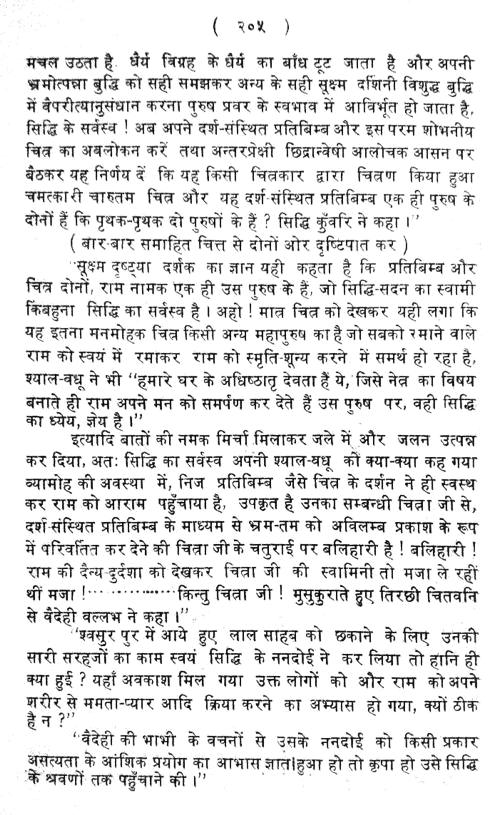 ( २०५ )
मचल उठता है. धैर्य विग्रह के धैर्य का बाँध टूट जाता है और अपनी
भ्रमोत्पन्ना बुद्धि को सही समझकर अन्य के सही सूक्ष्म दर्शिनी विशुद्ध बुद्धि
में वैपरीत्यानुसंधान करना पुरुष प्रवर के स्वभाव में आविर्भूत हो जाता है,
सिद्धि के सर्वस्व ! अब अपने दर्श-संस्थित प्रतिबिम्ब और इस परम शोभनीय
चित्र का अबलोकन करें तथा अन्तरप्रेक्षी छिद्रान्वेषी आलोचक आसन पर
बैठकर यह निर्णय दें कि यह किसी चित्रकार द्वारा चित्रण किया हुआ
चमत्कारी चारुतम चित्र और यह दर्श-संस्थित प्रतिबिम्ब एक ही पुरुष के
दोनों हैं कि पृथक-पृथक दो पुरुषों के हैं ? सिद्धि कुँवरि ने कहा ।"
( बार-बार समाहित चित्त से दोनों ओर दृष्टिपात कर )
"सूक्ष्म दृष्ट्या दर्शक का ज्ञान यही कहता है कि प्रतिबिम्ब और
चित्र दोनों, राम नामक एक ही उस पुरुष के हैं, जो सिद्धि-सदन का स्वामी
किंबहुना सिद्धि का सर्वस्व है । अहो ! मात्र चित्र को देखकर यही लगा कि
यह इतना मनमोहक चित्र किसी अन्य महापुरुष का है जो सबको रमाने वाले
राम को स्वयं में रमाकर राम को स्मृति-शून्य करने में समर्थ हो रहा है,
श्याल-वधू ने भी "हमारे घर के अधिष्ठातृ देवता हैं ये, जिसे नेत्र का विषय
बनाते ही राम अपने मन को समर्पण कर देते हैं उस पुरुष पर, वही सिद्धि
का ध्येय, ज्ञेय है ।"
इत्यादि बातों की नमक मिर्चा मिलाकर जले में और जलन उत्पन्न
कर दिया, अतः सिद्धि का सर्वस्व अपनी श्याल-बधू को क्या-क्या कह गया
व्यामोह की अवस्था में, निज प्रतिबिम्ब जैसे चित्र के दर्शन ने ही स्वस्थ
कर राम को आराम पहुँचाया है, उपकृत है उनका सम्बन्धी चित्रा जी से,
दर्श-संस्थित प्रतिबिम्ब के माध्यम से भ्रम-तम को अविलम्ब प्रकाश के रूप
में परिवर्तित कर देने की चित्रा जी के चतुराई पर बलिहारी है ! बलिहारी !
राम की दैन्य-दुर्दशा को देखकर चित्रा जी की स्वामिनी तो मजा ले रहीं
थीं मजा !.................किन्तु चित्रा जी ! मुसुकुराते हुए तिरछी चितवनि
से वैदेही वल्लभ ने कहा ।"
"श्वसुर पुर में आये हुए लाल साहब को छकाने के लिए उनकी
सारी सरहजों का काम स्वयं सिद्धि के ननदोई ने कर लिया तो हानि ही
क्या हुई ? यहाँ अवकाश मिल गया उक्त लोगों को और राम को अपने
शरीर से ममता-प्यार आदि क्रिया करने का अभ्यास हो गया, क्यों ठीक
है न ?"
"वैदेही की भाभी के वचनों से उसके ननदोई को किसी प्रकार
असत्यता के आंशिक प्रयोग का आभास ज्ञात।हुआ हो तो कृपा हो उसे सिद्धि
के श्रवणों तक पहुँचाने की ।"